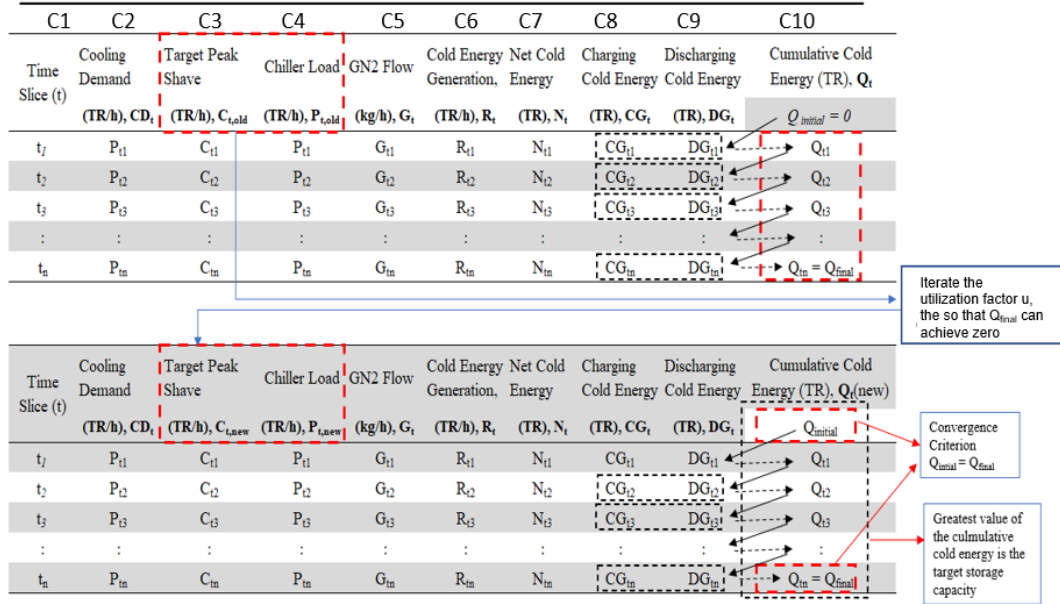 C1 C2 C3 C4 C5 C6 C7 C8 C9 C10
Cooling Target Peak Cold Energy Net Cold Charging Discharging Cumulative Cold
Time Demand Shave Chiller Load GN2 Flow Generation, Energy Cold Energy Cold Energy Energy (TR), Qt
Slice (t)
(TR/h), CDt (TR/h), Ct,old (TR/h), Pt,old (kg/h), Gt (TR/h), Rt (TR), Nt (TR), CGt (TR), DGt Q initial = 0
t1 Pt1 Ct1 Pt1 Gt1 Rt1 Nt1 CGt1 DGt1 Qt1
t2 Pt2 Ct2 Pt2 Gt2 Rt2 Nt2 CGt2 DGt2 Qt2
t3 Pt3 Ct3 Pt3 Gt3 Rt3 Nt3 CGt3 DGt3 Qt3
: : : : : : : : : :
tn Ptn Ctn Ptn Gtn Rtn Ntn CGtn DGtn Qtn = Qfinal
Iterate the
utilization factor u,
the so that Qfinal can
achieve zero
Cooling Target Peak Cold Energy Net Cold Charging Discharging Cumulative Cold
Time Demand Shave Chiller Load GN2 Flow Generation, Energy Cold Energy Cold Energy Energy (TR), Qt(new)
Slice (t)
(TR/h), CDt (TR/h), Ct,new (TR/h), Pt,new (kg/h), Gt (TR/h), Rt (TR), Nt (TR), CGt (TR), DGt Qinitial
t1 Pt1 Ct1 Pt1 Gt1 Rt1 Nt1 CGt1 DGt1 Qt1
t2 Pt2 Ct2 Pt2 Gt2 Rt2 Nt2 CGt2 DGt2 Qt2
t3 Pt3 Ct3 Pt3 Gt3 Rt3 Nt3 CGt3 DGt3 Qt3
: : : : : : : : : :
tn Ptn Ctn Ptn Gtn Rtn Ntn CGtn DGtn Qtn = Qfinal
Convergence
Criterion
Qintial = Qfinal
Greatest value of
the culmulative
cold energy is the
target storage
capacity